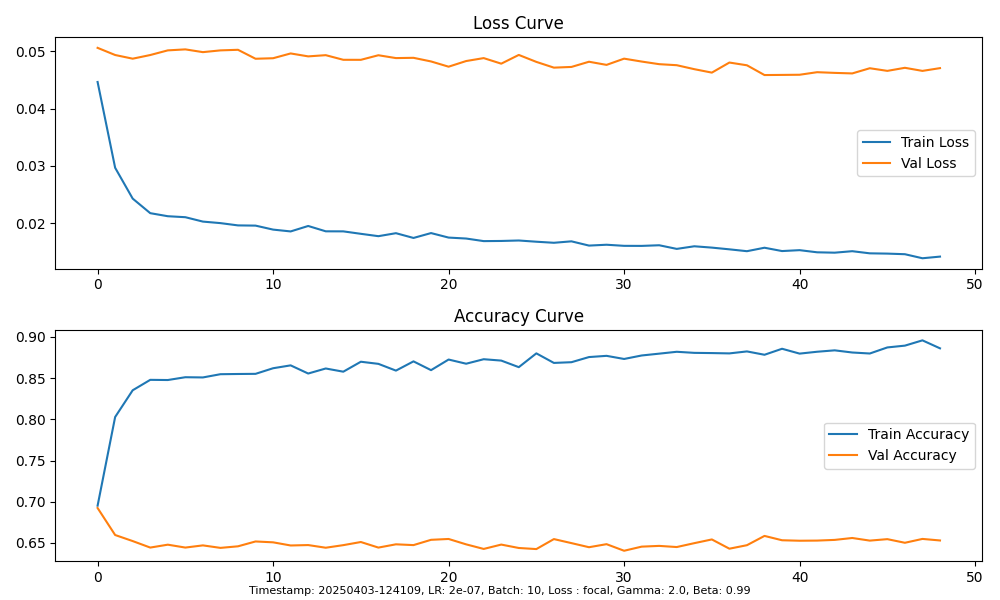 Loss Curve
0.05
0.04
0.03
0.02
Train Loss
Val Loss
0 10 20 30 40 50
Accuracy Curve
0.90
0.85
0.80
0.75
0.70
0.65
Train Accuracy
Val Accuracy
0 10 20 30 40 50
Timestamp: 20250403-124109, LR: 2e-07, Batch: 10, Loss : focal, Gamma: 2.0, Beta: 0.99